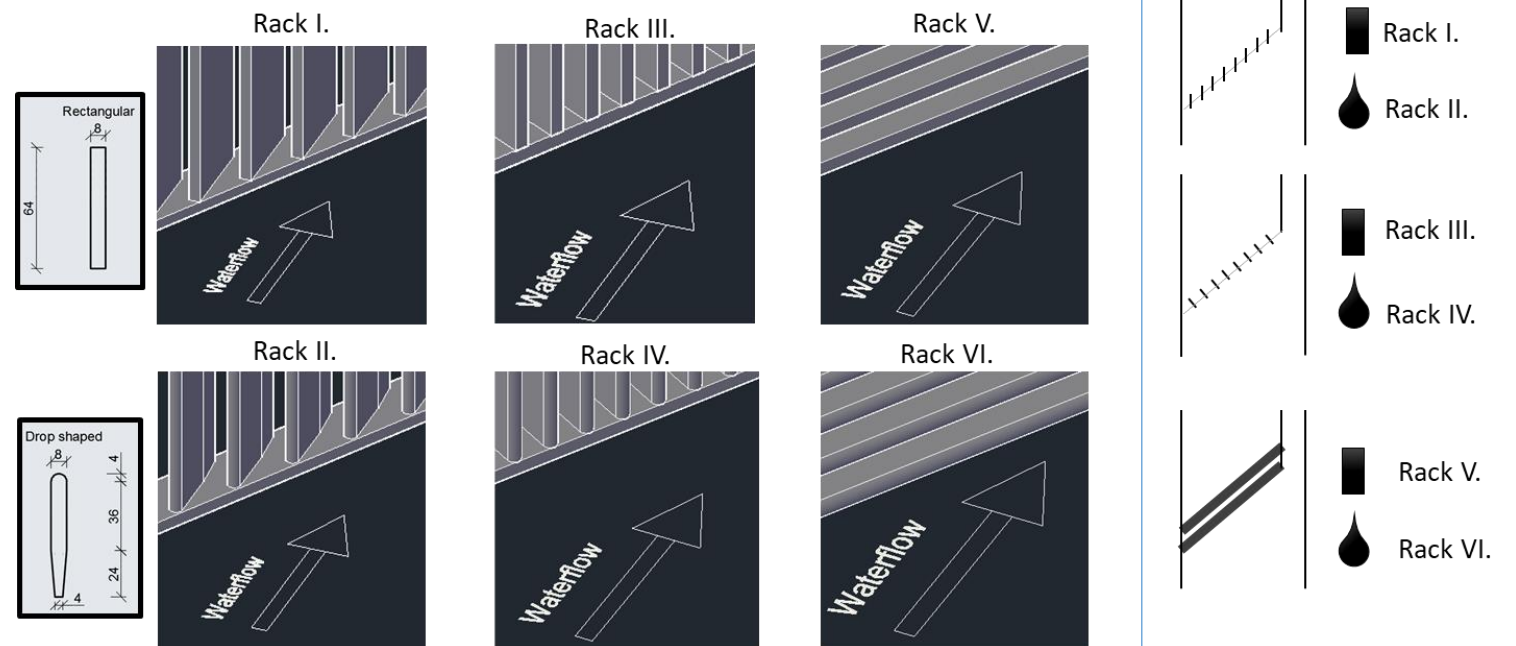 Rack I.
Rack III.
Rack V.
Rectangular
8
64
Waterflow
Waterflow
Waterflow
Rack II.
Rack IV.
Rack VI.
Drop shaped
8
4
36
24
4
Waterflow
Waterflow
Waterflow
Rack I.
Rack II.
Rack III.
Rack IV.
Rack V.
Rack VI.